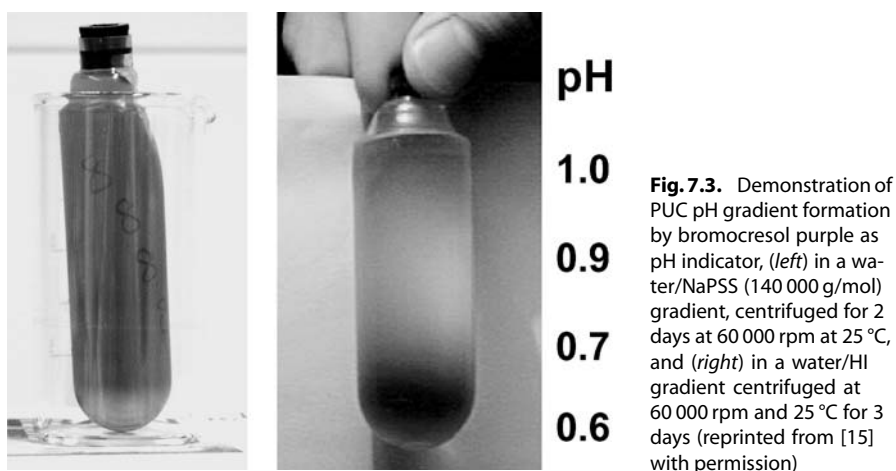 8
8
8
pH
1.0
0.9
0.7
0.6
Fig. 7.3. Demonstration of
PUC pH gradient formation
by bromocresol purple as
pH indicator, (left) in a wa-
ter/NaPSS (140 000 g/mol)
gradient, centrifuged for 2
days at 60 000 rpm at 25 °C,
and (right) in a water/HI
gradient centrifuged at
60 000 rpm and 25 °C for 3
days (reprinted from [15]
with permission)